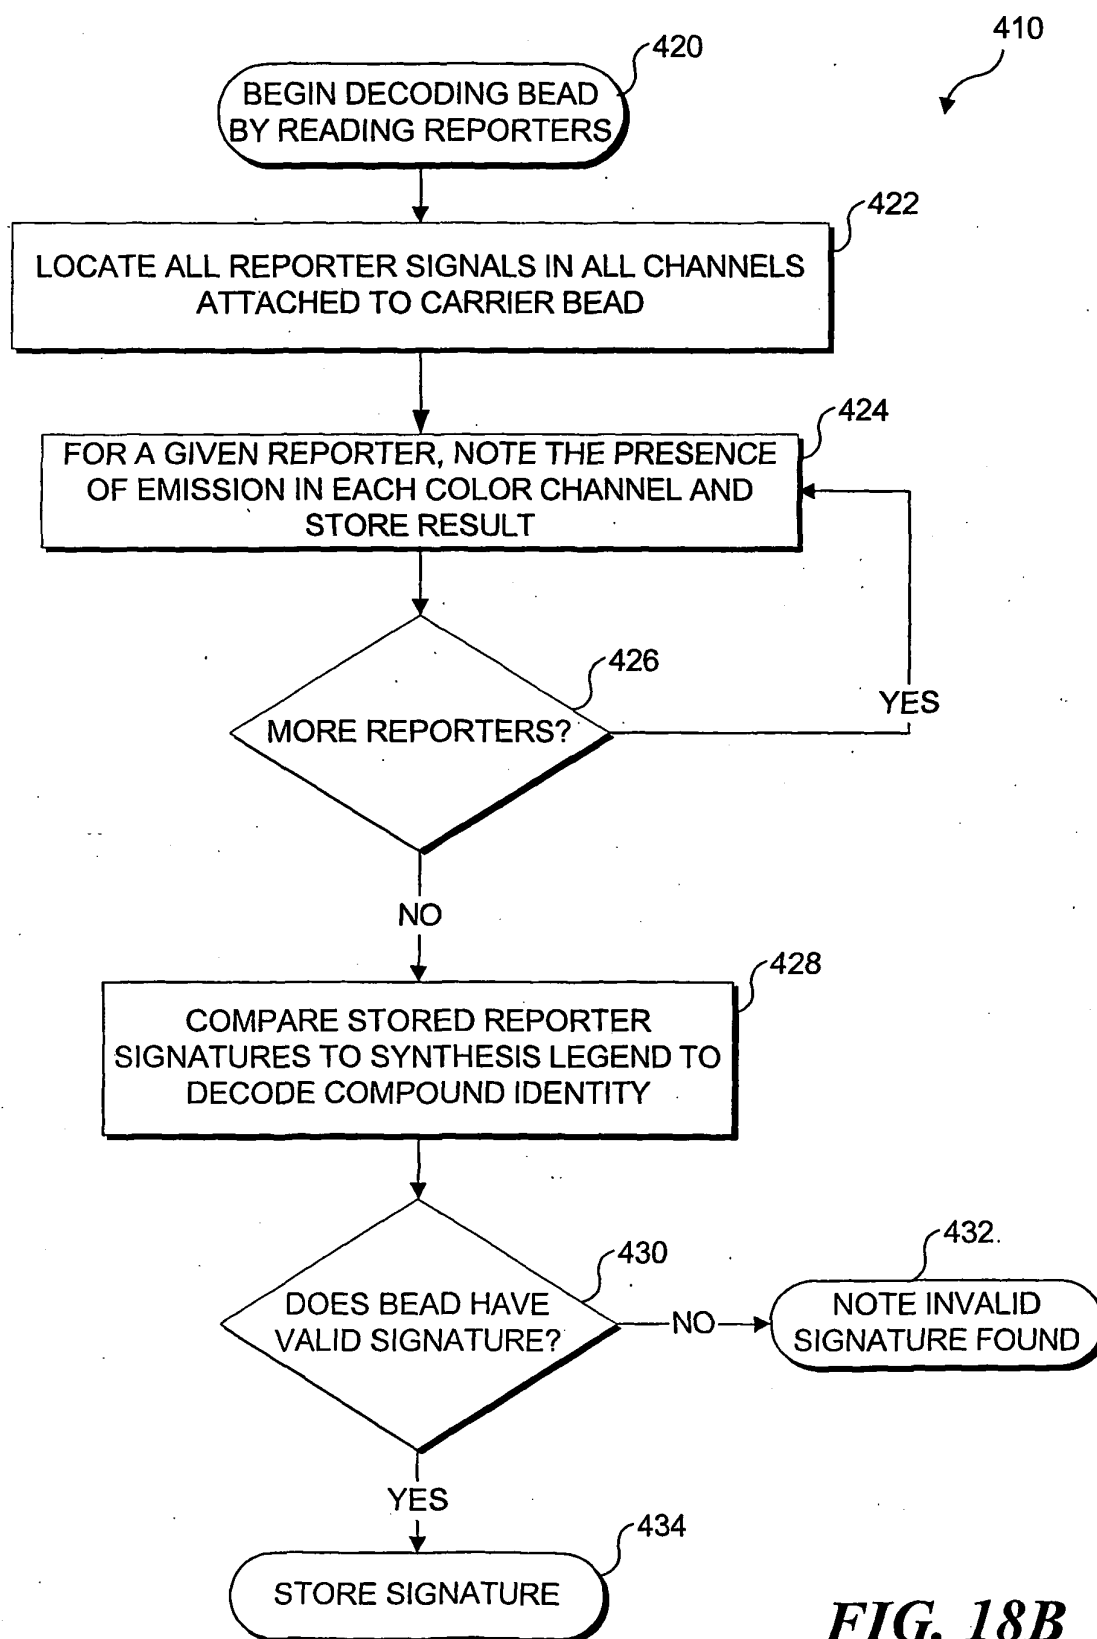 410
420
BEGIN DECODING BEAD
BY READING REPORTERS
422
LOCATE ALL REPORTER SIGNALS IN ALL CHANNELS
ATTACHED TO CARRIER BEAD
424
FOR A GIVEN REPORTER, NOTE THE PRESENCE
OF EMISSION IN EACH COLOR CHANNEL AND
STORE RESULT
426
MORE REPORTERS?
YES
NO
428
COMPARE STORED REPORTER
SIGNATURES TO SYNTHESIS LEGEND TO
DECODE COMPOUND IDENTITY
430
DOES BEAD HAVE
VALID SIGNATURE?
NO
432
NOTE INVALID
SIGNATURE FOUND
YES
434
STORE SIGNATURE
FIG. 18B